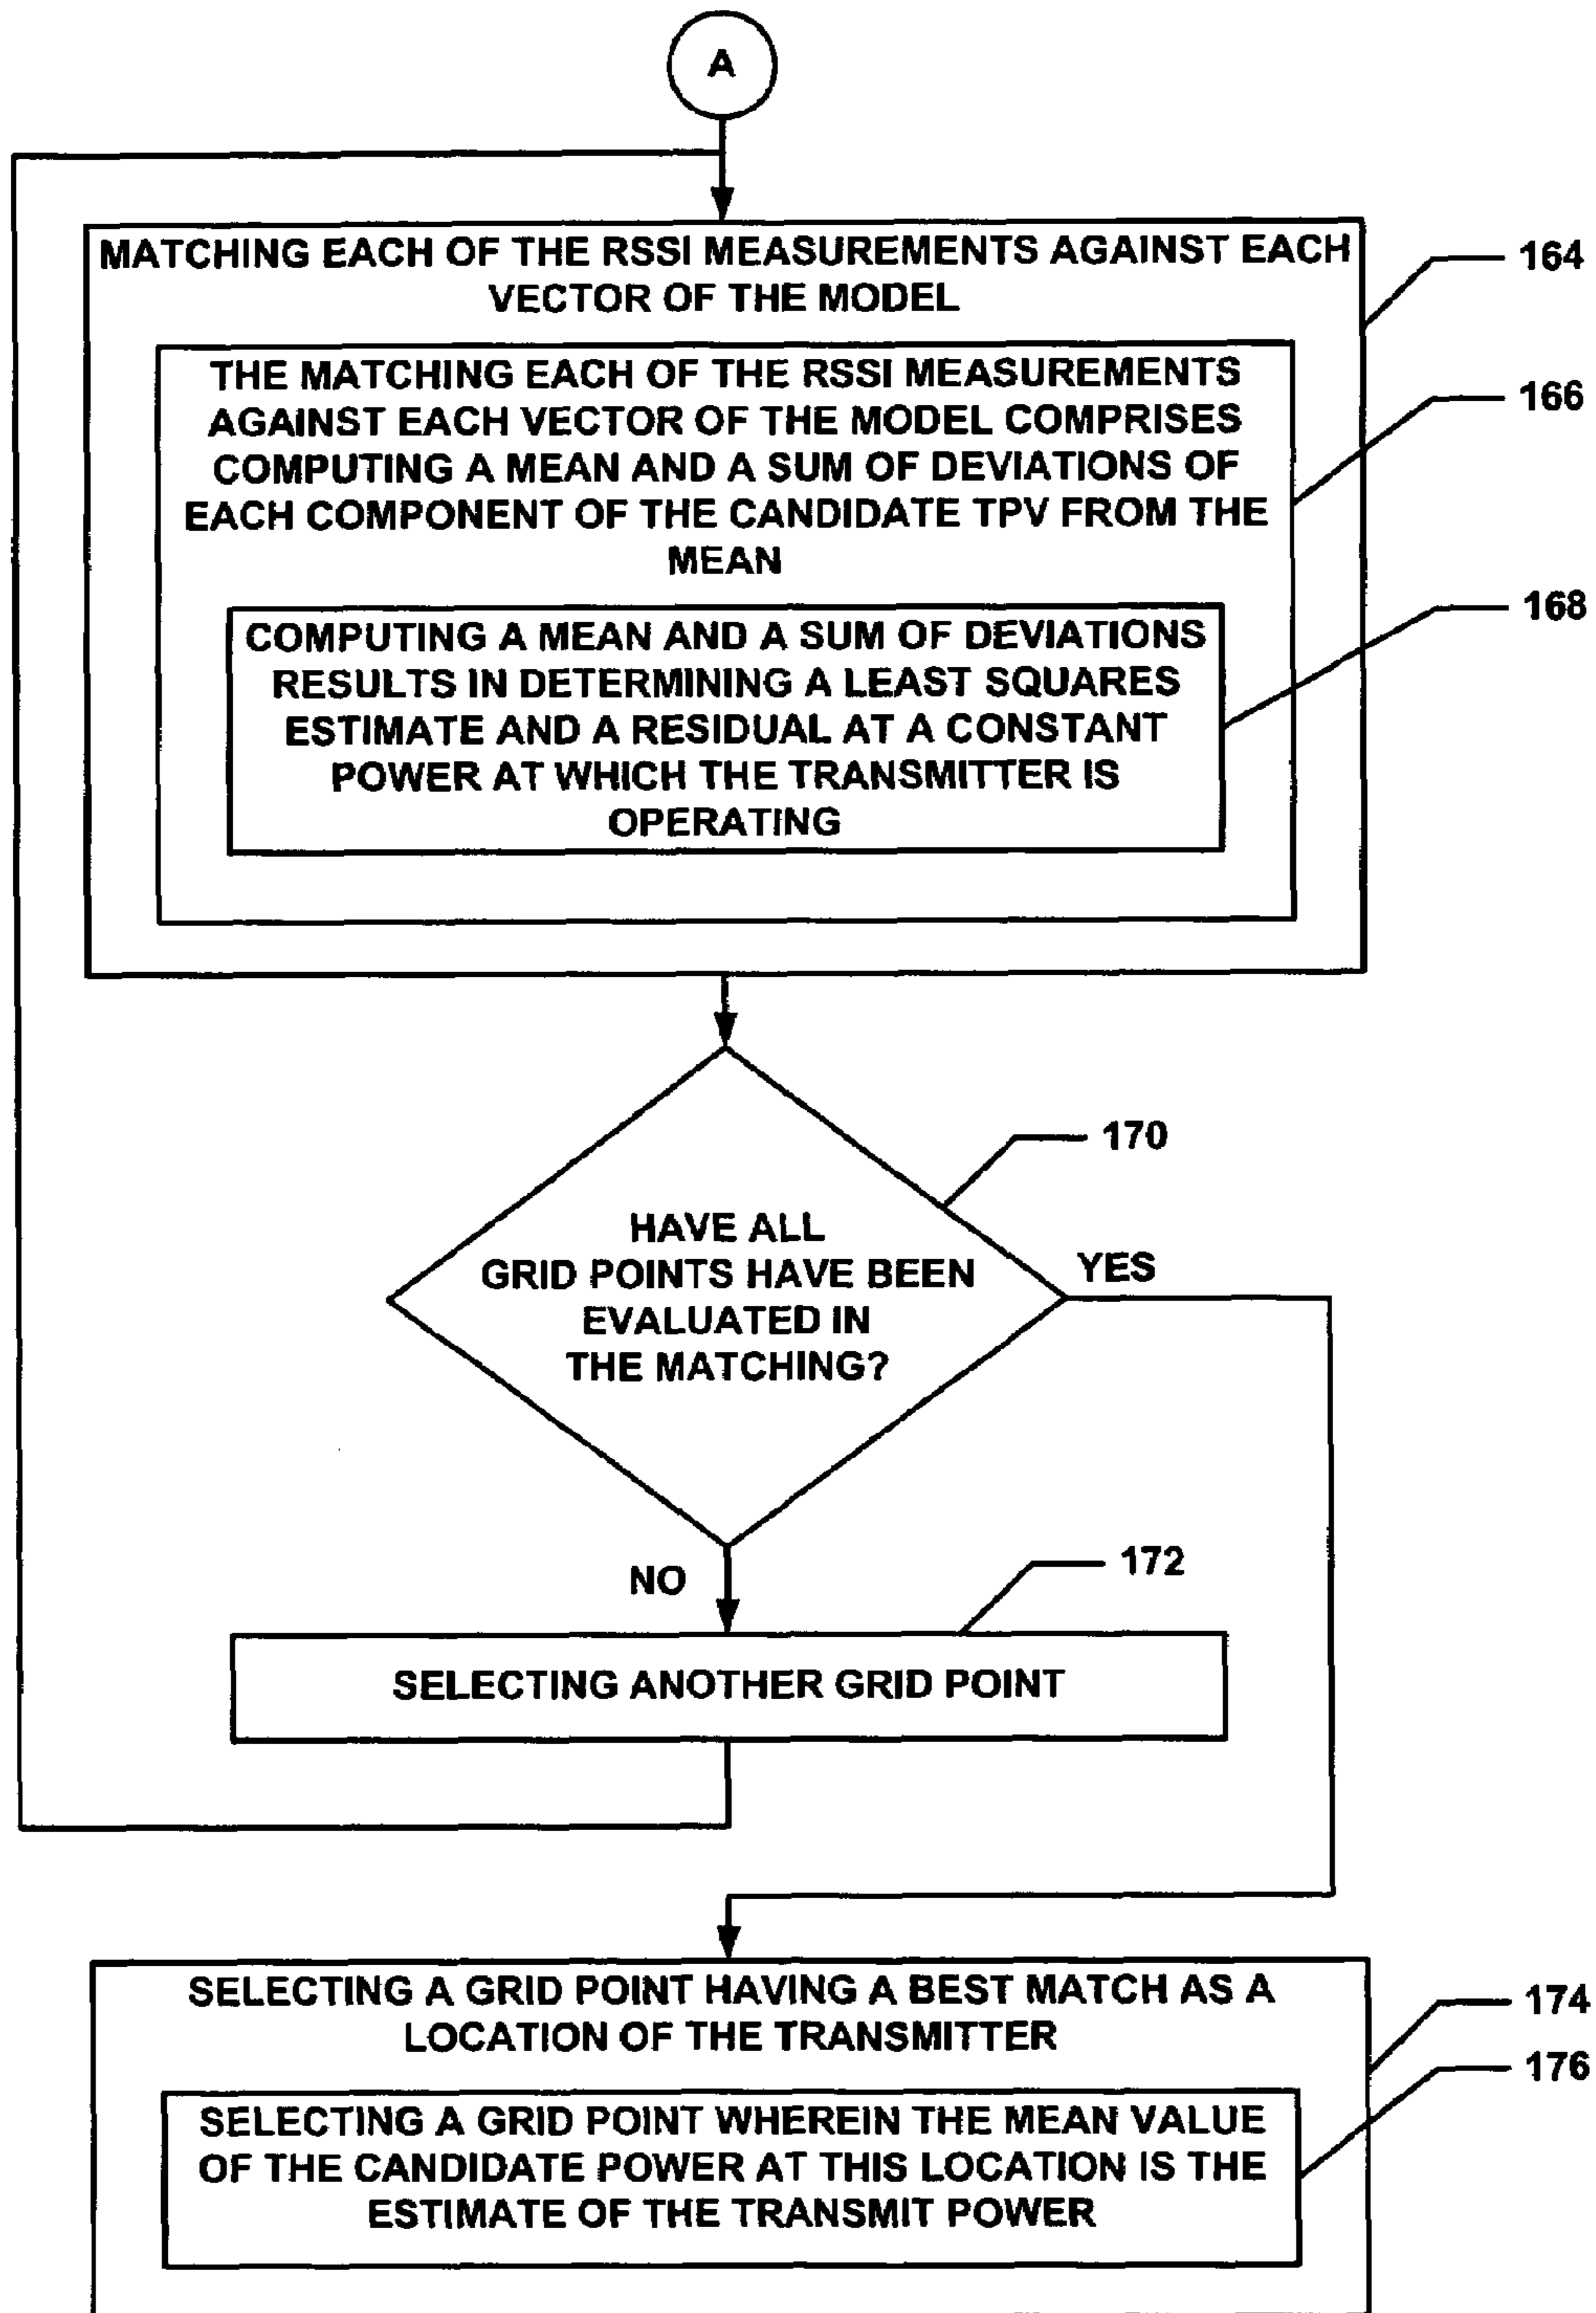 A
MATCHING EACH OF THE RSSI MEASUREMENTS AGAINST EACH
VECTOR OF THE MODEL
164
THE MATCHING EACH OF THE RSSI MEASUREMENTS
AGAINST EACH VECTOR OF THE MODEL COMPRISES
COMPUTING A MEAN AND A SUM OF DEVIATIONS OF
EACH COMPONENT OF THE CANDIDATE TPV FROM THE
MEAN
166
COMPUTING A MEAN AND A SUM OF DEVIATIONS
RESULTS IN DETERMINING A LEAST SQUARES
ESTIMATE AND A RESIDUAL AT A CONSTANT
POWER AT WHICH THE TRANSMITTER IS
OPERATING
168
170
HAVE ALL
GRID POINTS HAVE BEEN
EVALUATED IN
THE MATCHING?
YES
NO
172
SELECTING ANOTHER GRID POINT
SELECTING A GRID POINT HAVING A BEST MATCH AS A
LOCATION OF THE TRANSMITTER
174
176
SELECTING A GRID POINT WHEREIN THE MEAN VALUE
OF THE CANDIDATE POWER AT THIS LOCATION IS THE
ESTIMATE OF THE TRANSMIT POWER